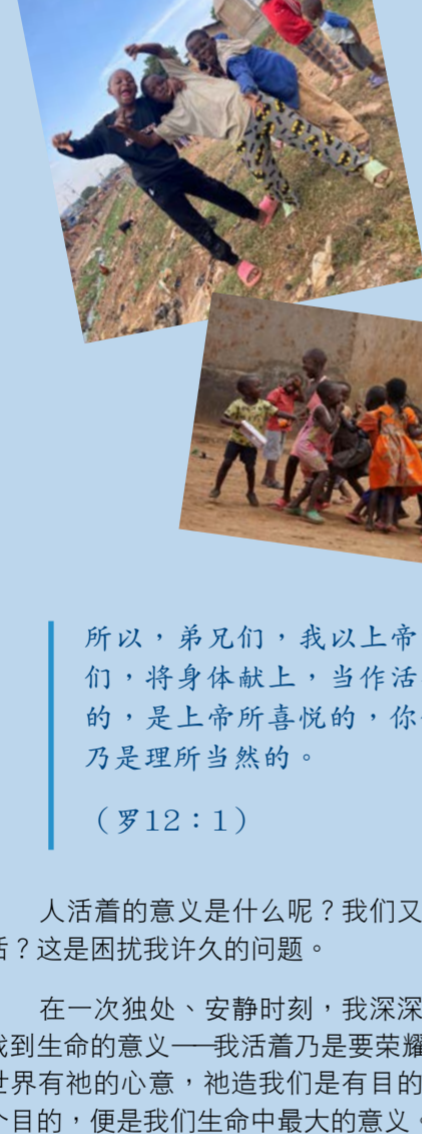 所以，弟兄们，我以上帝
们，将身体献上，当作活
的，是上帝所喜悦的，你
乃是理所当然的。
（罗12：1）
人活着的意义是什么呢？我们又
活？这是困扰我许久的问题。
在一次独处、安静时刻，我深深
找到生命的意义——我活着乃是要荣耀
世界有祂的心意，祂造我们是有目的
个目的，便是我们生命中最大的意义。